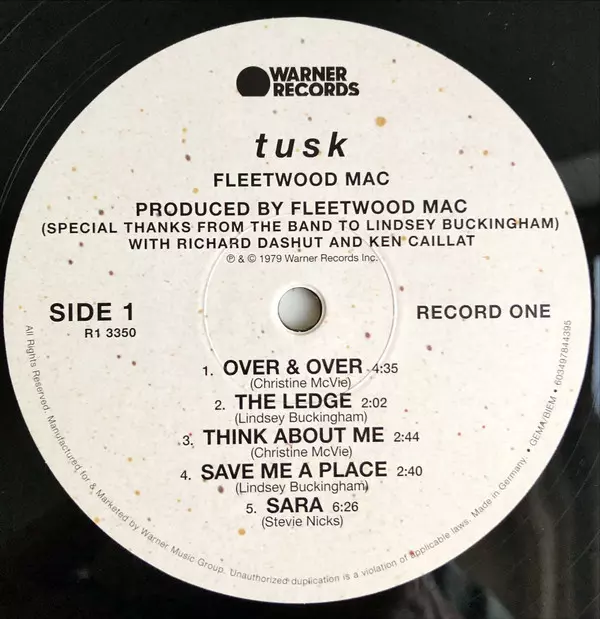 WARNER
RECORDS
tusk
FLEETWOOD MAC
PRODUCED BY FLEETWOOD MAC
(SPECIAL THANKS FROM THE BAND TO LINDSEY BUCKINGHAM)
WITH RICHARD DASHUT AND KEN CAILLAT
℗ & © 1979 Warner Records Inc.
SIDE 1
R1 3350
RECORD ONE
1. OVER & OVER 4:35
(Christine McVie)
2. THE LEDGE 2:02
(Lindsey Buckingham)
3. THINK ABOUT ME 2:44
(Christine McVie)
4. SAVE ME A PLACE 2:40
(Lindsey Buckingham)
5. SARA 6:26
(Stevie Nicks)
All Rights Reserved. Manufactured for & Marketed by Warner Music Group. Unauthorized duplication is a violation of applicable laws. Made in Germany. • GEMA/BIEM • 603497844395